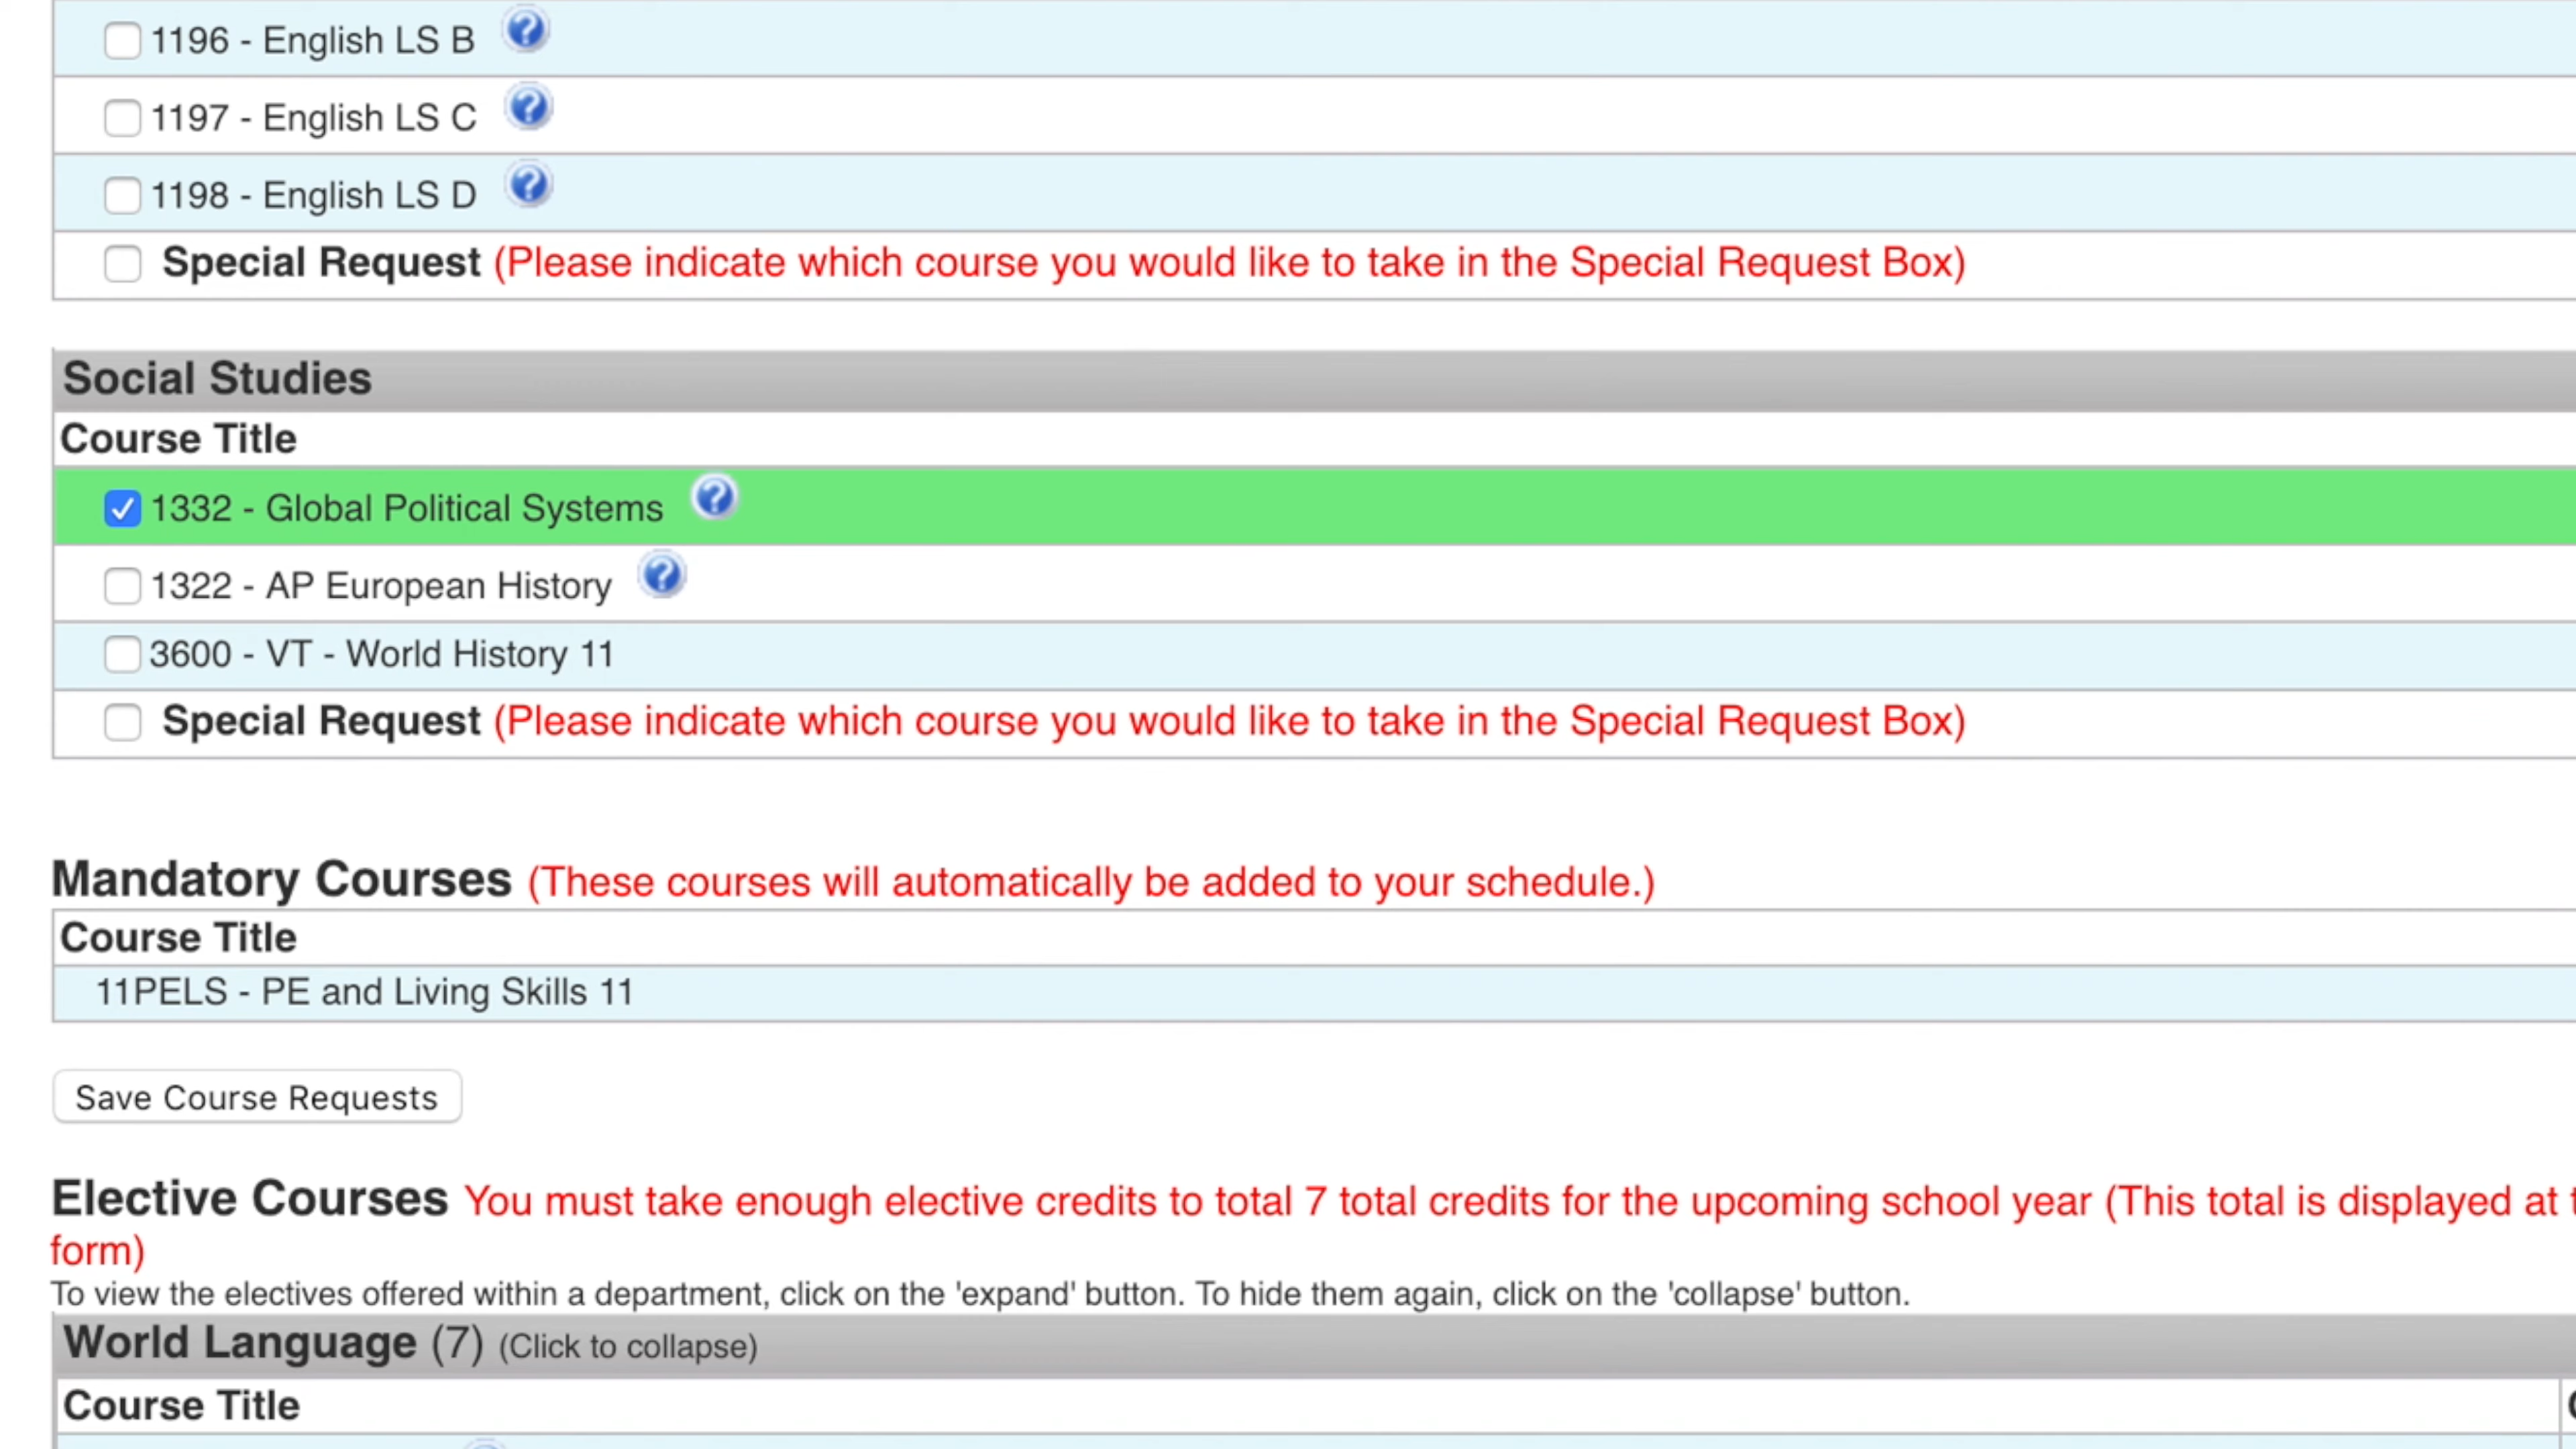 1196 - English LS B
1197 - English LS C
1198 - English LS D
Special Request (Please indicate which course you would like to take in the Special Request Box)
Social Studies
Course Title
1332 - Global Political Systems
1322 - AP European History
3600 - VT - World History 11
Special Request (Please indicate which course you would like to take in the Special Request Box)
Mandatory Courses (These courses will automatically be added to your schedule.)
Course Title
11PELS - PE and Living Skills 11
Save Course Requests
Elective Courses You must take enough elective credits to total 7 total credits for the upcoming school year (This total is displayed at
form)
To view the electives offered within a department, click on the 'expand' button. To hide them again, click on the 'collapse' button.
World Language (7) (Click to collapse)
Course Title